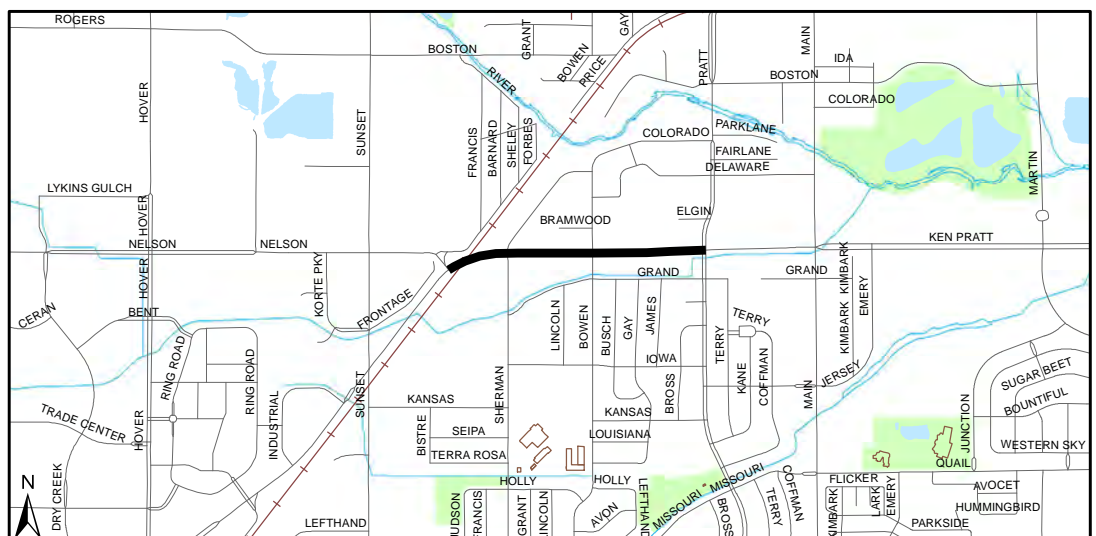 ROGERS
GRANT
GAY
MAIN
BOSTON
BOWEN
PRICE
PRATT
IDA
BOSTON
RIVER
HOVER
COLORADO
SUNSET
FRANCIS
BARNARD
SHELLEY
FORBES
COLORADO
PARKLANE
FAIRLANE
DELAWARE
MARTIN
LYKINS GULCH
HOVER
BRAMWOOD
ELGIN
NELSON
NELSON
KEN PRATT
HOVER
KORTE PKY
GRAND
GRAND
KIMBARK
KIMBARK
EMERY
CERAN
BENT
FRONTAGE
LINCOLN
BOWEN
BUSCH
GAY
JAMES
TERRY
TERRY
RING ROAD
RING ROAD
IOWA
KANE
COFFMAN
JERSEY
SUGAR BEET
SUNSET
SHERMAN
BROSS
MAIN
BOUNTIFUL
KANSAS
KANSAS
TRADE CENTER
HOVER
INDUSTRIAL
BISTRE
SEIPA
LOUISIANA
JUNCTION
WESTERN SKY
TERRA ROSA
QUAIL
DRY CREEK
N
HOLLY
HOLLY
MISSOURI
MISSOURI
COFFMAN
FLICKER
AVOCET
HUDSON
FRANCIS
GRANT
LINCOLN
AVON
LEFTHAND
BROSS
TERRY
KIMBARK
LARK
EMERY
HUMMINGBIRD
LEFTHAND
PARKSIDE